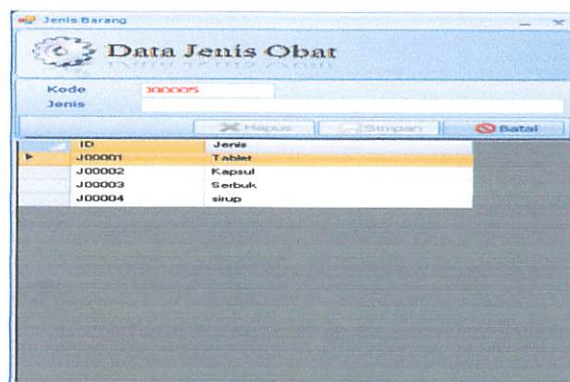 Jenis Barang
Data Jenis Obat
Kode J00005
Jenis
Hapus Simpan Batal
ID Jenis
J00001 Tablet
J00002 Kapsul
J00003 Serbuk
J00004 sirup